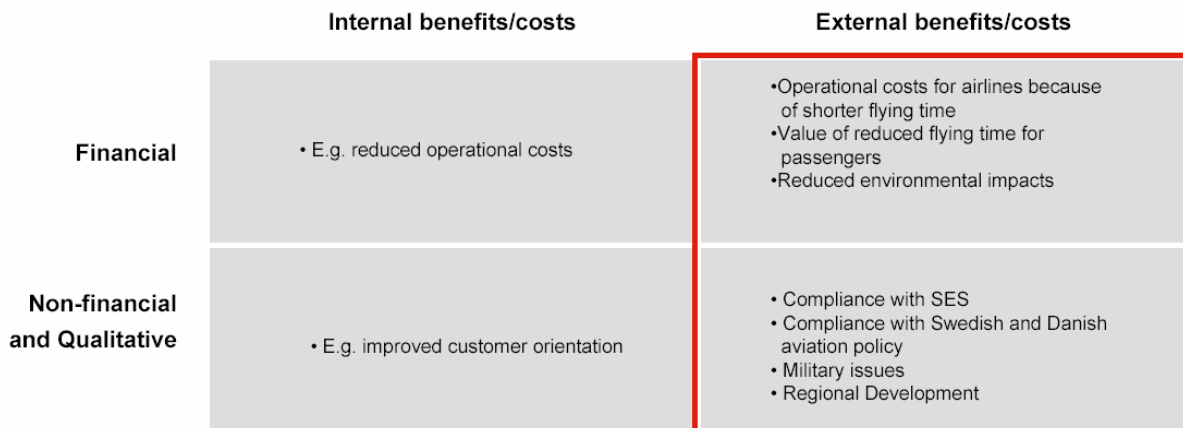 Internal benefits/costs
External benefits/costs
Financial
• E.g. reduced operational costs
•Operational costs for airlines because
of shorter flying time
•Value of reduced flying time for
passengers
•Reduced environmental impacts
Non-financial
and Qualitative
• E.g. improved customer orientation
• Compliance with SES
• Compliance with Swedish and Danish
aviation policy
• Military issues
• Regional Development